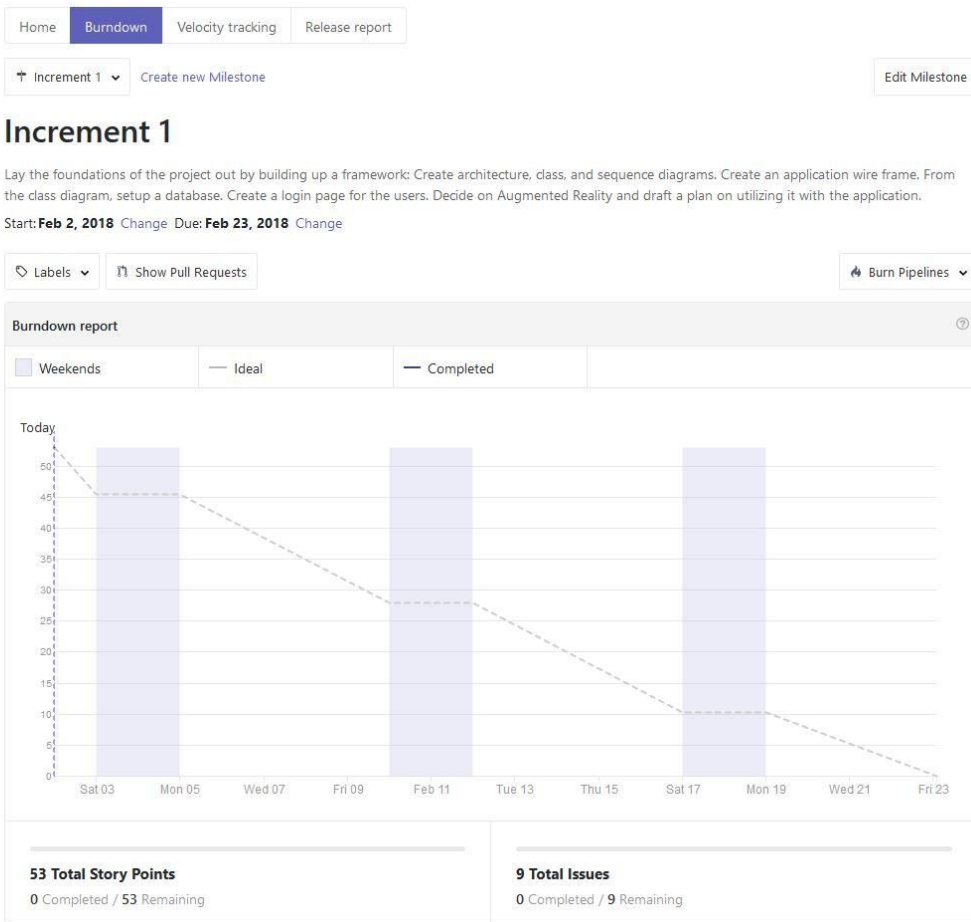 Home Burndown Velocity tracking Release report
Increment 1 Create new Milestone Edit Milestone
Increment 1
Lay the foundations of the project out by building up a framework: Create architecture, class, and sequence diagrams. Create an application wire frame. From
the class diagram, setup a database. Create a login page for the users. Decide on Augmented Reality and draft a plan on utilizing it with the application.
Start: Feb 2, 2018 Change Due: Feb 23, 2018 Change
Labels Show Pull Requests Burn Pipelines
Burndown report
Weekends Ideal Completed
Today
50
45
40
35
30
25
20
15
10
5
0
Sat 03 Mon 05 Wed 07 Fri 09 Feb 11 Tue 13 Thu 15 Sat 17 Mon 19 Wed 21 Fri 23
53 Total Story Points 9 Total Issues
0 Completed / 53 Remaining 0 Completed / 9 Remaining